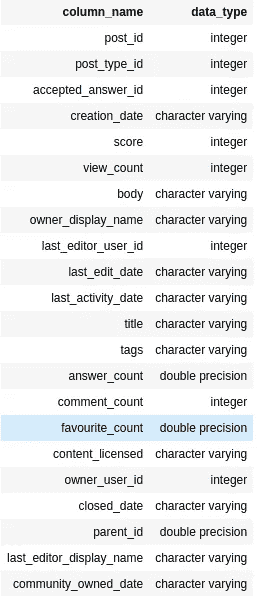 column_name data_type
post_id integer
post_type_id integer
accepted_answer_id integer
creation_date character varying
score integer
view_count integer
body character varying
owner_display_name character varying
last_editor_user_id integer
last_edit_date character varying
last_activity_date character varying
title character varying
tags character varying
answer_count double precision
comment_count integer
favourite_count double precision
content_licensed character varying
owner_user_id integer
closed_date character varying
parent_id double precision
last_editor_display_name character varying
community_owned_date character varying